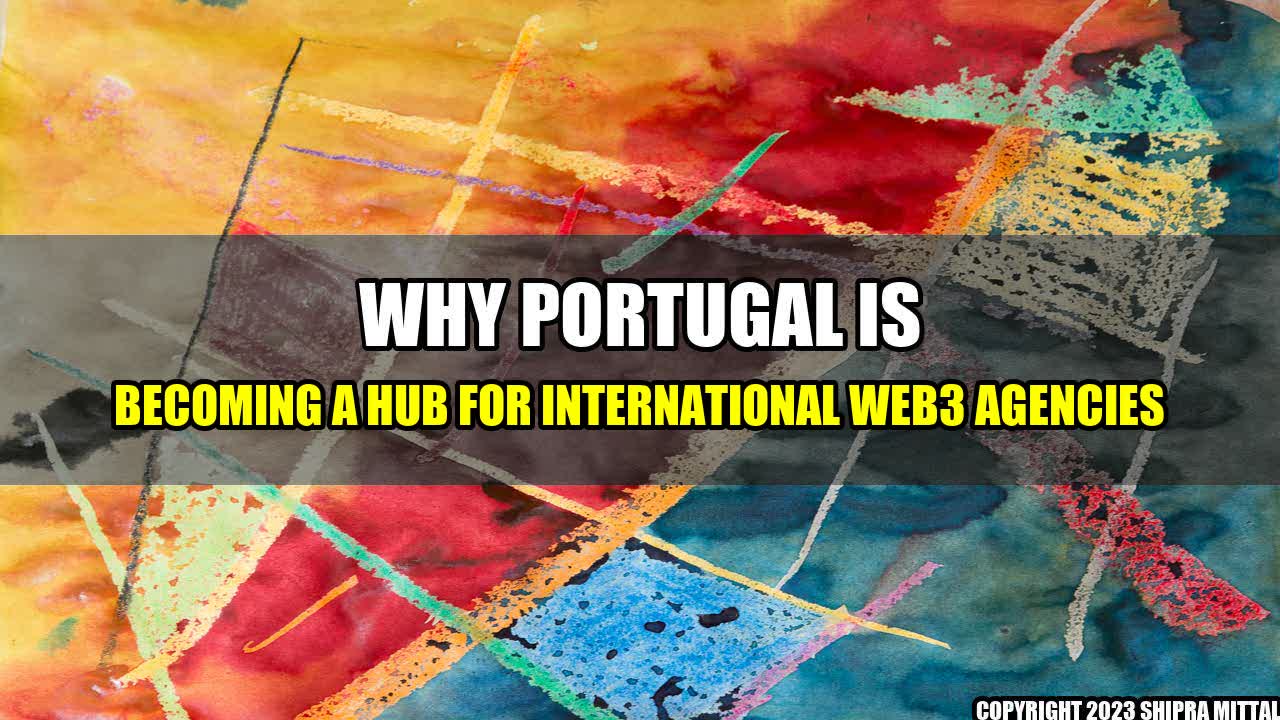 WHY PORTUGAL IS
BECOMING A HUB FOR INTERNATIONAL WEB3 AGENCIES
COPYRIGHT 2023 SHIPRA MITTAL